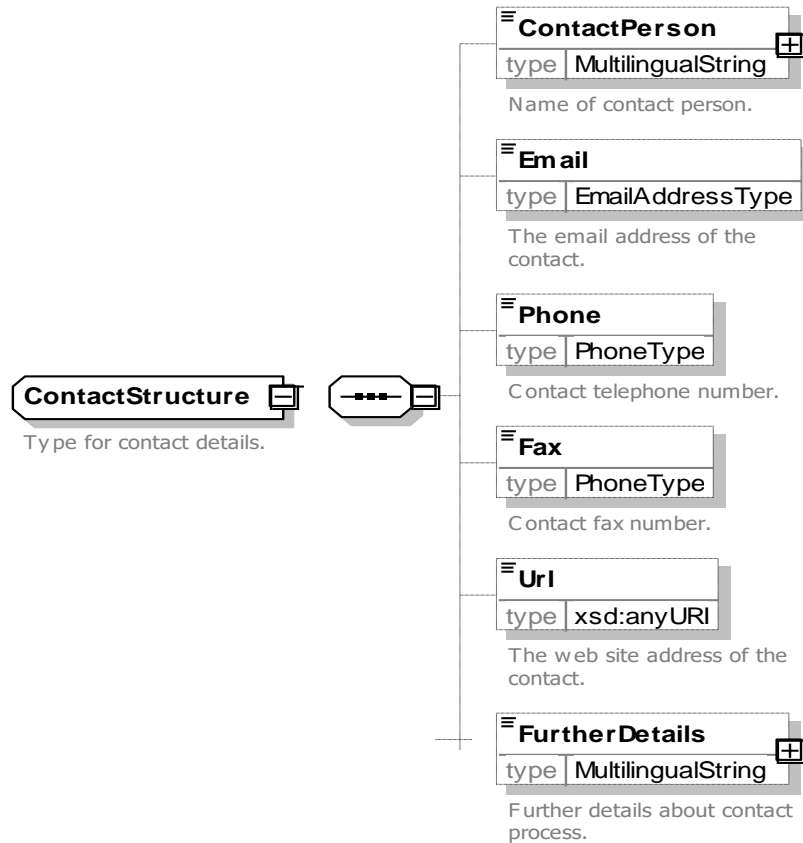 ContactPerson
type MultilingualString
Name of contact person.
Email
type EmailAddressType
The email address of the
contact.
Phone
type PhoneType
Contact telephone number.
ContactStructure
Type for contact details.
Fax
type PhoneType
Contact fax number.
Url
type xsd:anyURI
The web site address of the
contact.
FurtherDetails
type MultilingualString
Further details about contact
process.